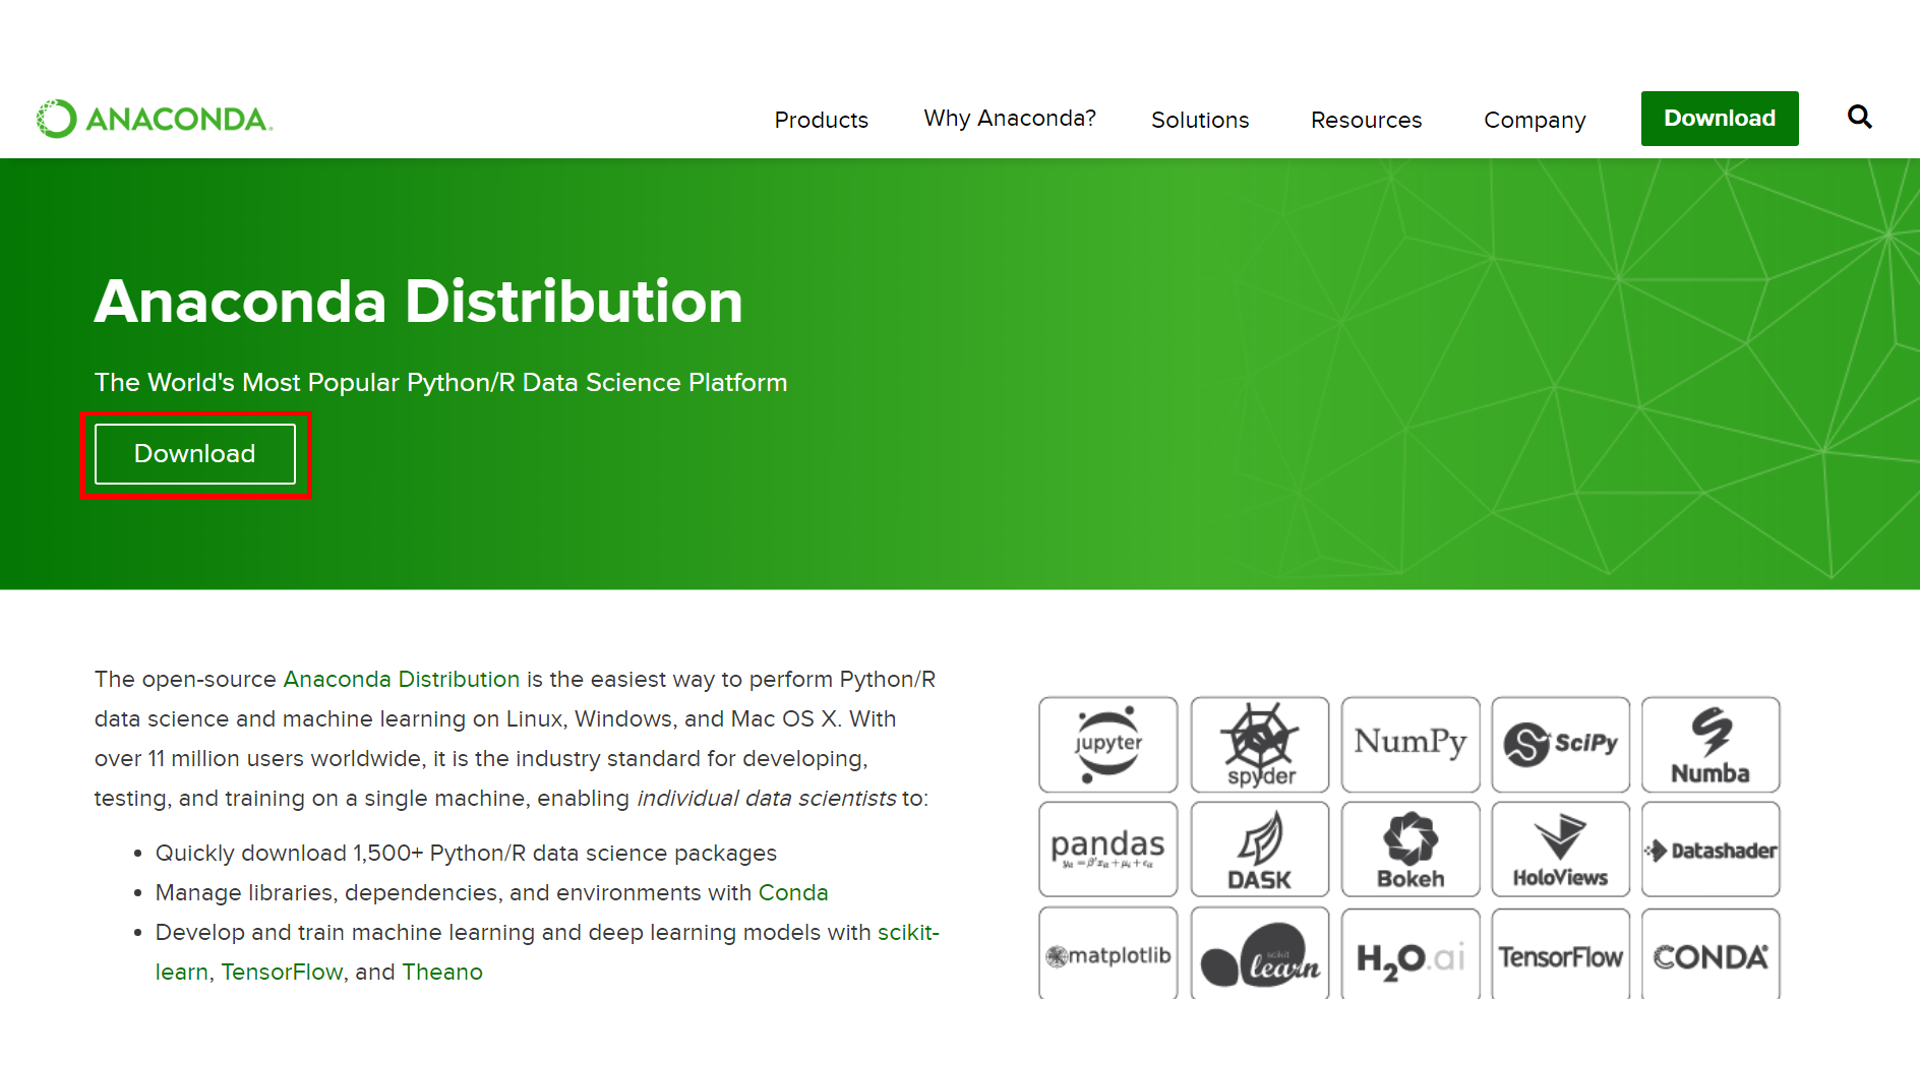 ANACONDA.
Products
Why Anaconda?
Solutions
Resources
Company
Download
Anaconda Distribution
The World's Most Popular Python/R Data Science Platform
Download
The open-source Anaconda Distribution is the easiest way to perform Python/R
data science and machine learning on Linux, Windows, and Mac OS X. With
over 11 million users worldwide, it is the industry standard for developing,
testing, and training on a single machine, enabling individual data scientists to:
• Quickly download 1,500+ Python/R data science packages
• Manage libraries, dependencies, and environments with Conda
• Develop and train machine learning and deep learning models with scikit-
learn, TensorFlow, and Theano
jupyter
spyder
NumPy
SciPy
Numba
pandas
DASK
Bokeh
HoloViews
Datashader
matplotlib
scikit
learn
H2O.ai
TensorFlow
CONDA